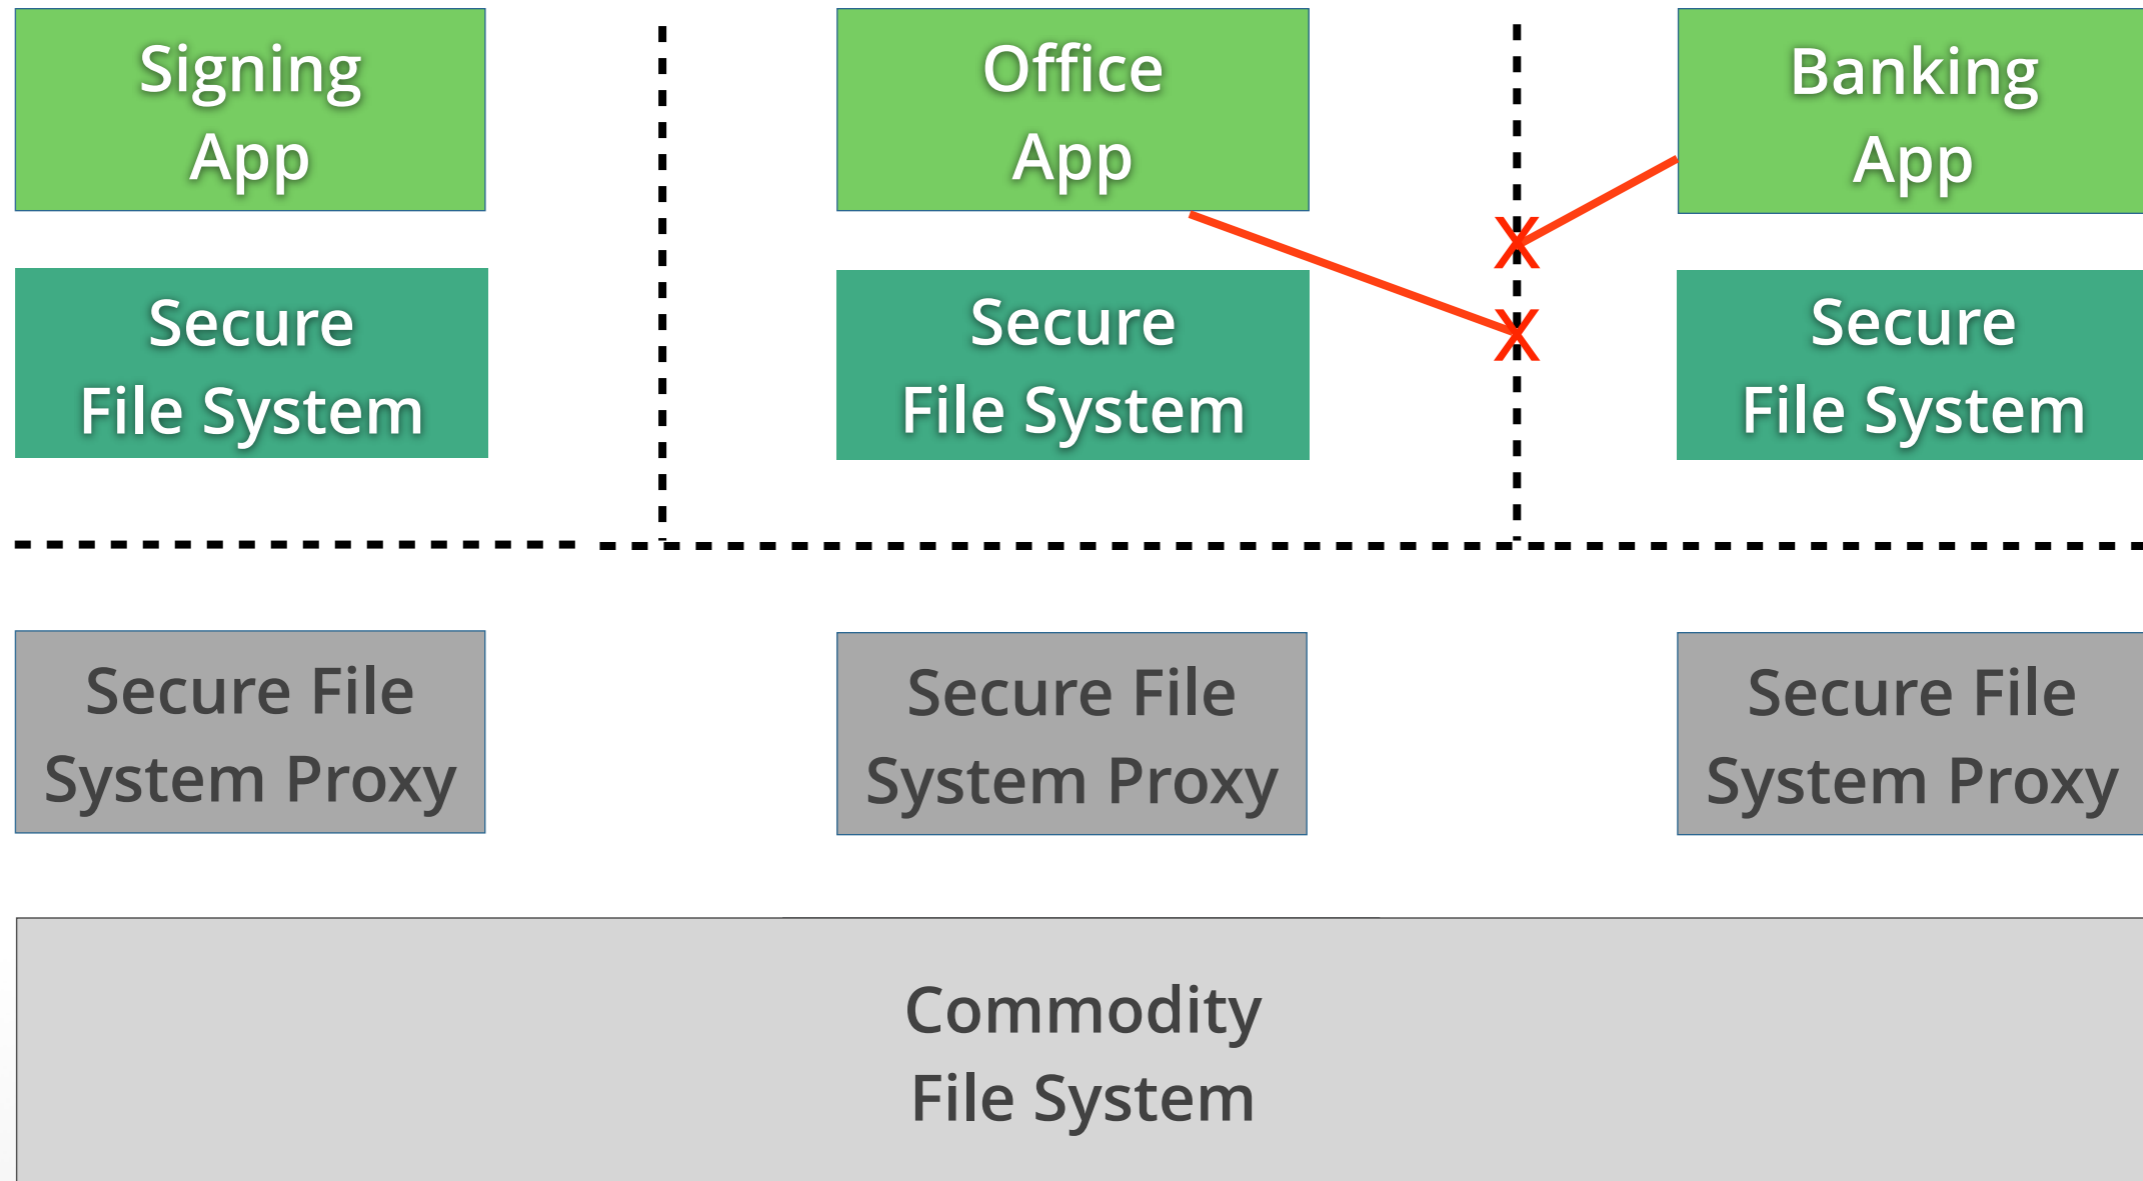 Signing
App
Office
App
Banking
App
X
X
Secure
File System
Secure
File System
Secure
File System
Secure File
System Proxy
Secure File
System Proxy
Secure File
System Proxy
Commodity
File System